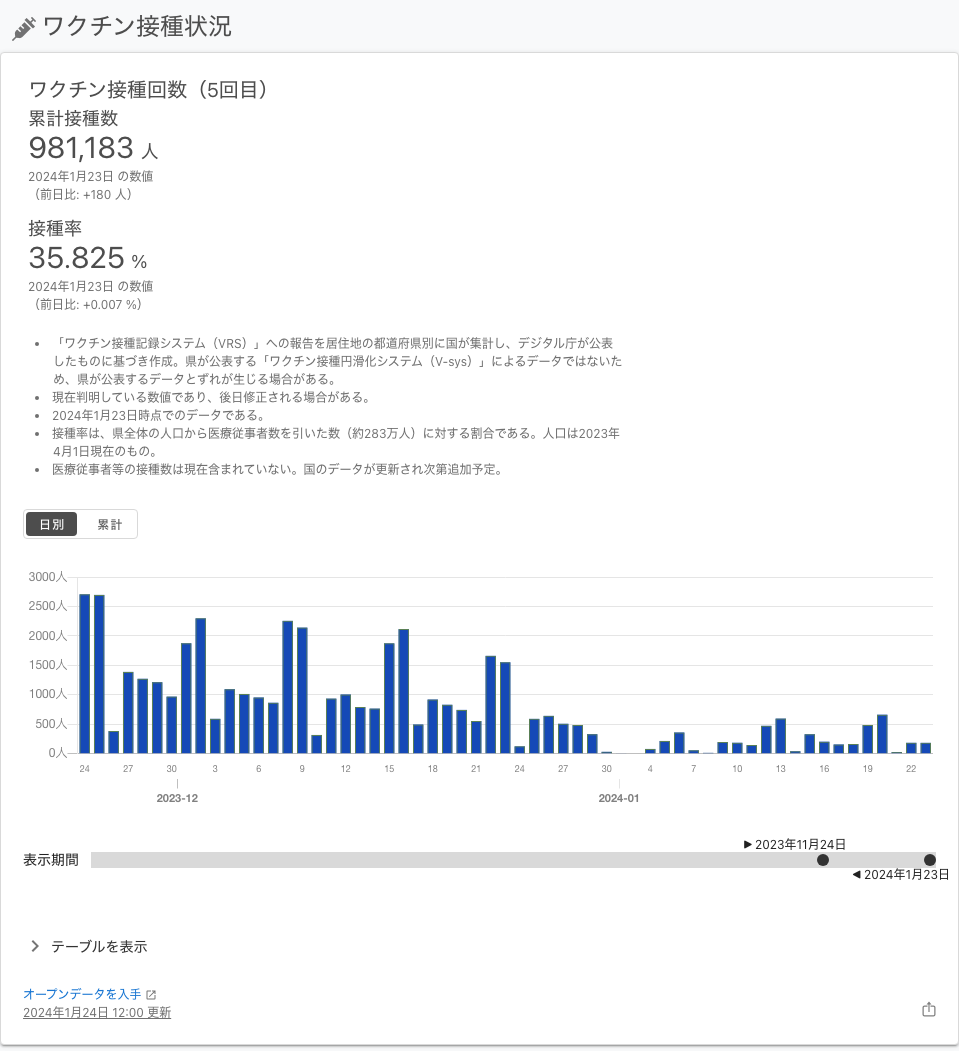 ワクチン接種状況
ワクチン接種回数（5回目）
累計接種数
981,183 人
2024年1月23日 の数値
（前日比: +180 人）
接種率
35.825 %
2024年1月23日 の数値
（前日比: +0.007 %）
• 「ワクチン接種記録システム（VRS）」への報告を居住地の都道府県別に国が集計し、デジタル庁が公表
したものに基づき作成。県が公表する「ワクチン接種円滑化システム（V-sys）」によるデータではないた
め、県が公表するデータとずれが生じる場合がある。
• 現在判明している数値であり、後日修正される場合がある。
• 2024年1月23日時点でのデータである。
• 接種率は、県全体の人口から医療従事者数を引いた数（約283万人）に対する割合である。人口は2023年
4月1日現在のもの。
• 医療従事者等の接種数は現在含まれていない。国のデータが更新され次第追加予定。
日別 累計
3000人
2500人
2000人
1500人
1000人
500人
0人
24 27 30 3 6 9 12 15 18 21 24 27 30 4 7 10 13 16 19 22
2023-12 2024-01
▶ 2023年11月24日
表示期間
◀ 2024年1月23日
テーブルを表示
オープンデータを入手
2024年1月24日 12:00 更新